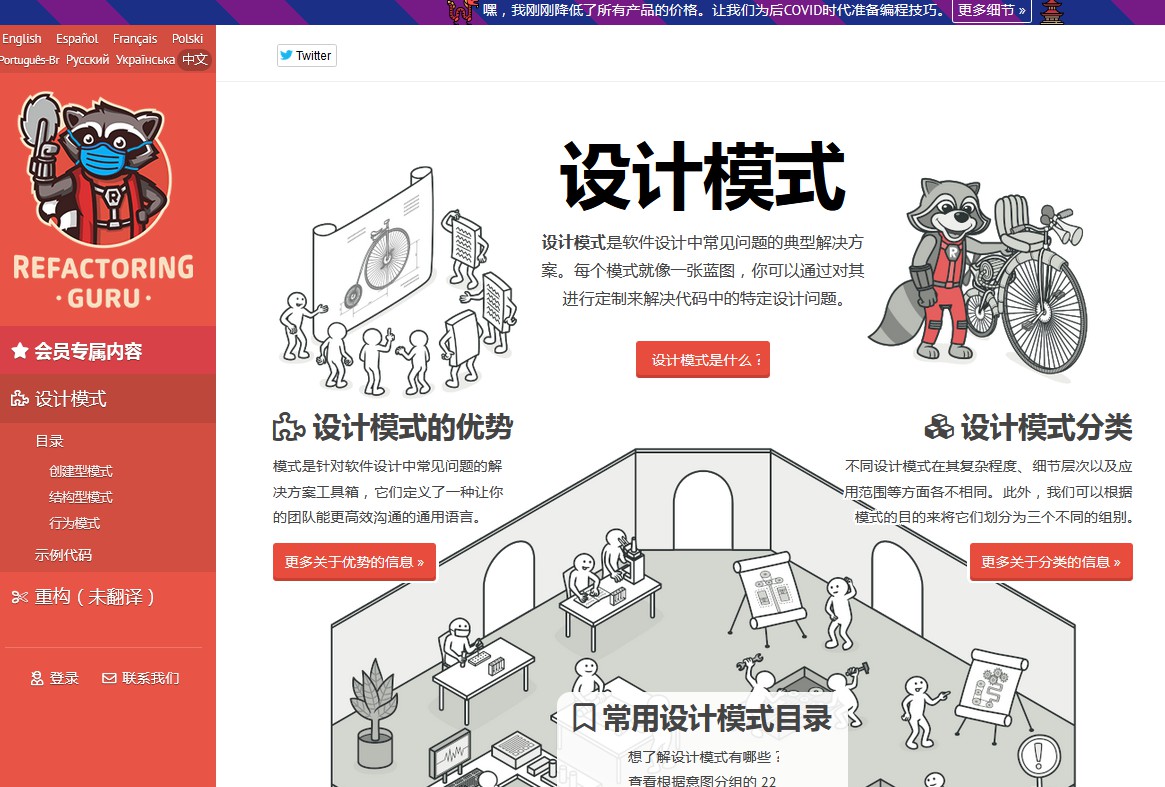 嘿，我刚刚降低了所有产品的价格。让我们为后COVID时代准备编程技巧。 更多细节 »
English Español Français Polski
Português-Br Русский Українська 中文
Twitter
REFACTORING
·GURU·
会员专属内容
设计模式
目录
创建型模式
结构型模式
行为模式
示例代码
重构（未翻译）
登录 联系我们
设计模式
设计模式是软件设计中常见问题的典型解决方
案。每个模式就像一张蓝图，你可以通过对其
进行定制来解决代码中的特定设计问题。
设计模式是什么？
设计模式的优势
模式是针对软件设计中常见问题的解
决方案工具箱，它们定义了一种让你
的团队能更高效沟通的通用语言。
更多关于优势的信息 »
设计模式分类
不同设计模式在其复杂程度、细节层次以及应
用范围等方面各不相同。此外，我们可以根据
模式的目的来将它们划分为三个不同的组别。
更多关于分类的信息 »
常用设计模式目录
想了解设计模式有哪些？
查看根据意图分组的 22